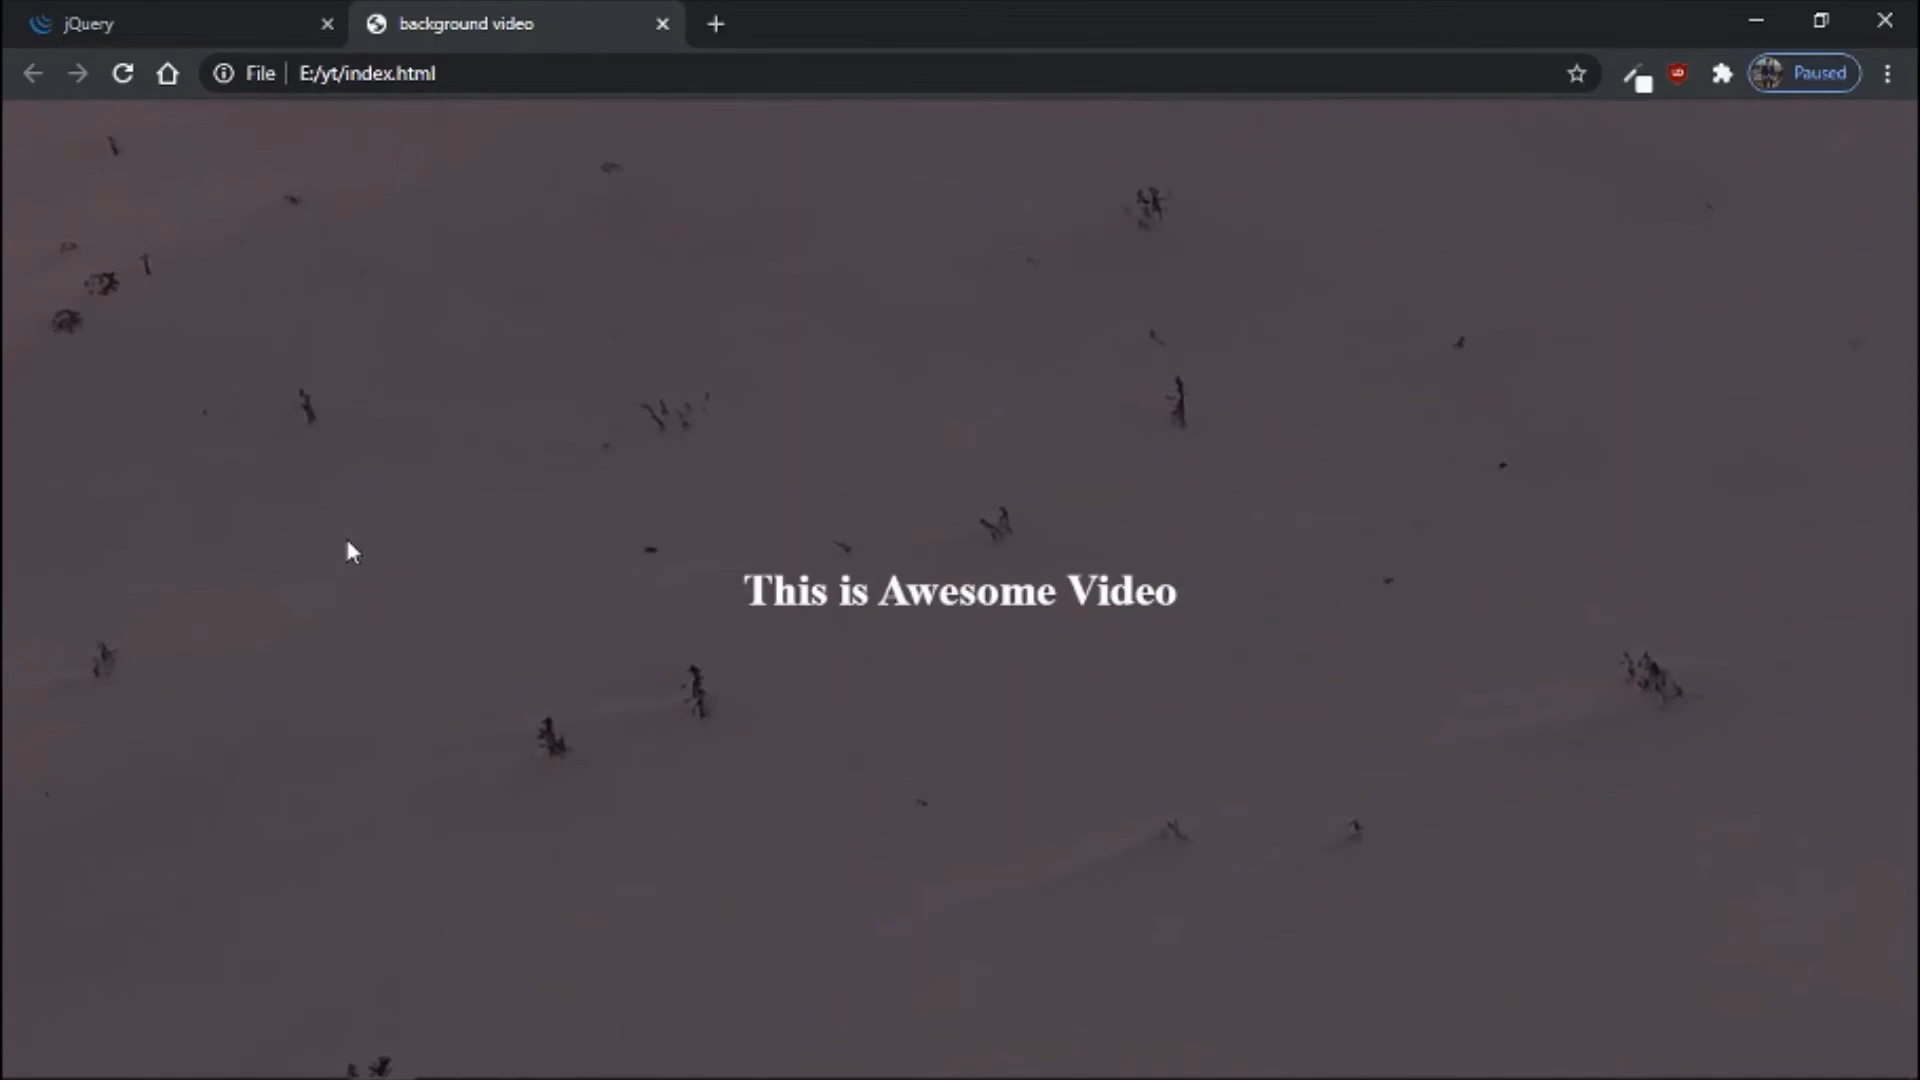 jQuery
background video
File
E:/yt/index.html
Paused
This is Awesome Video